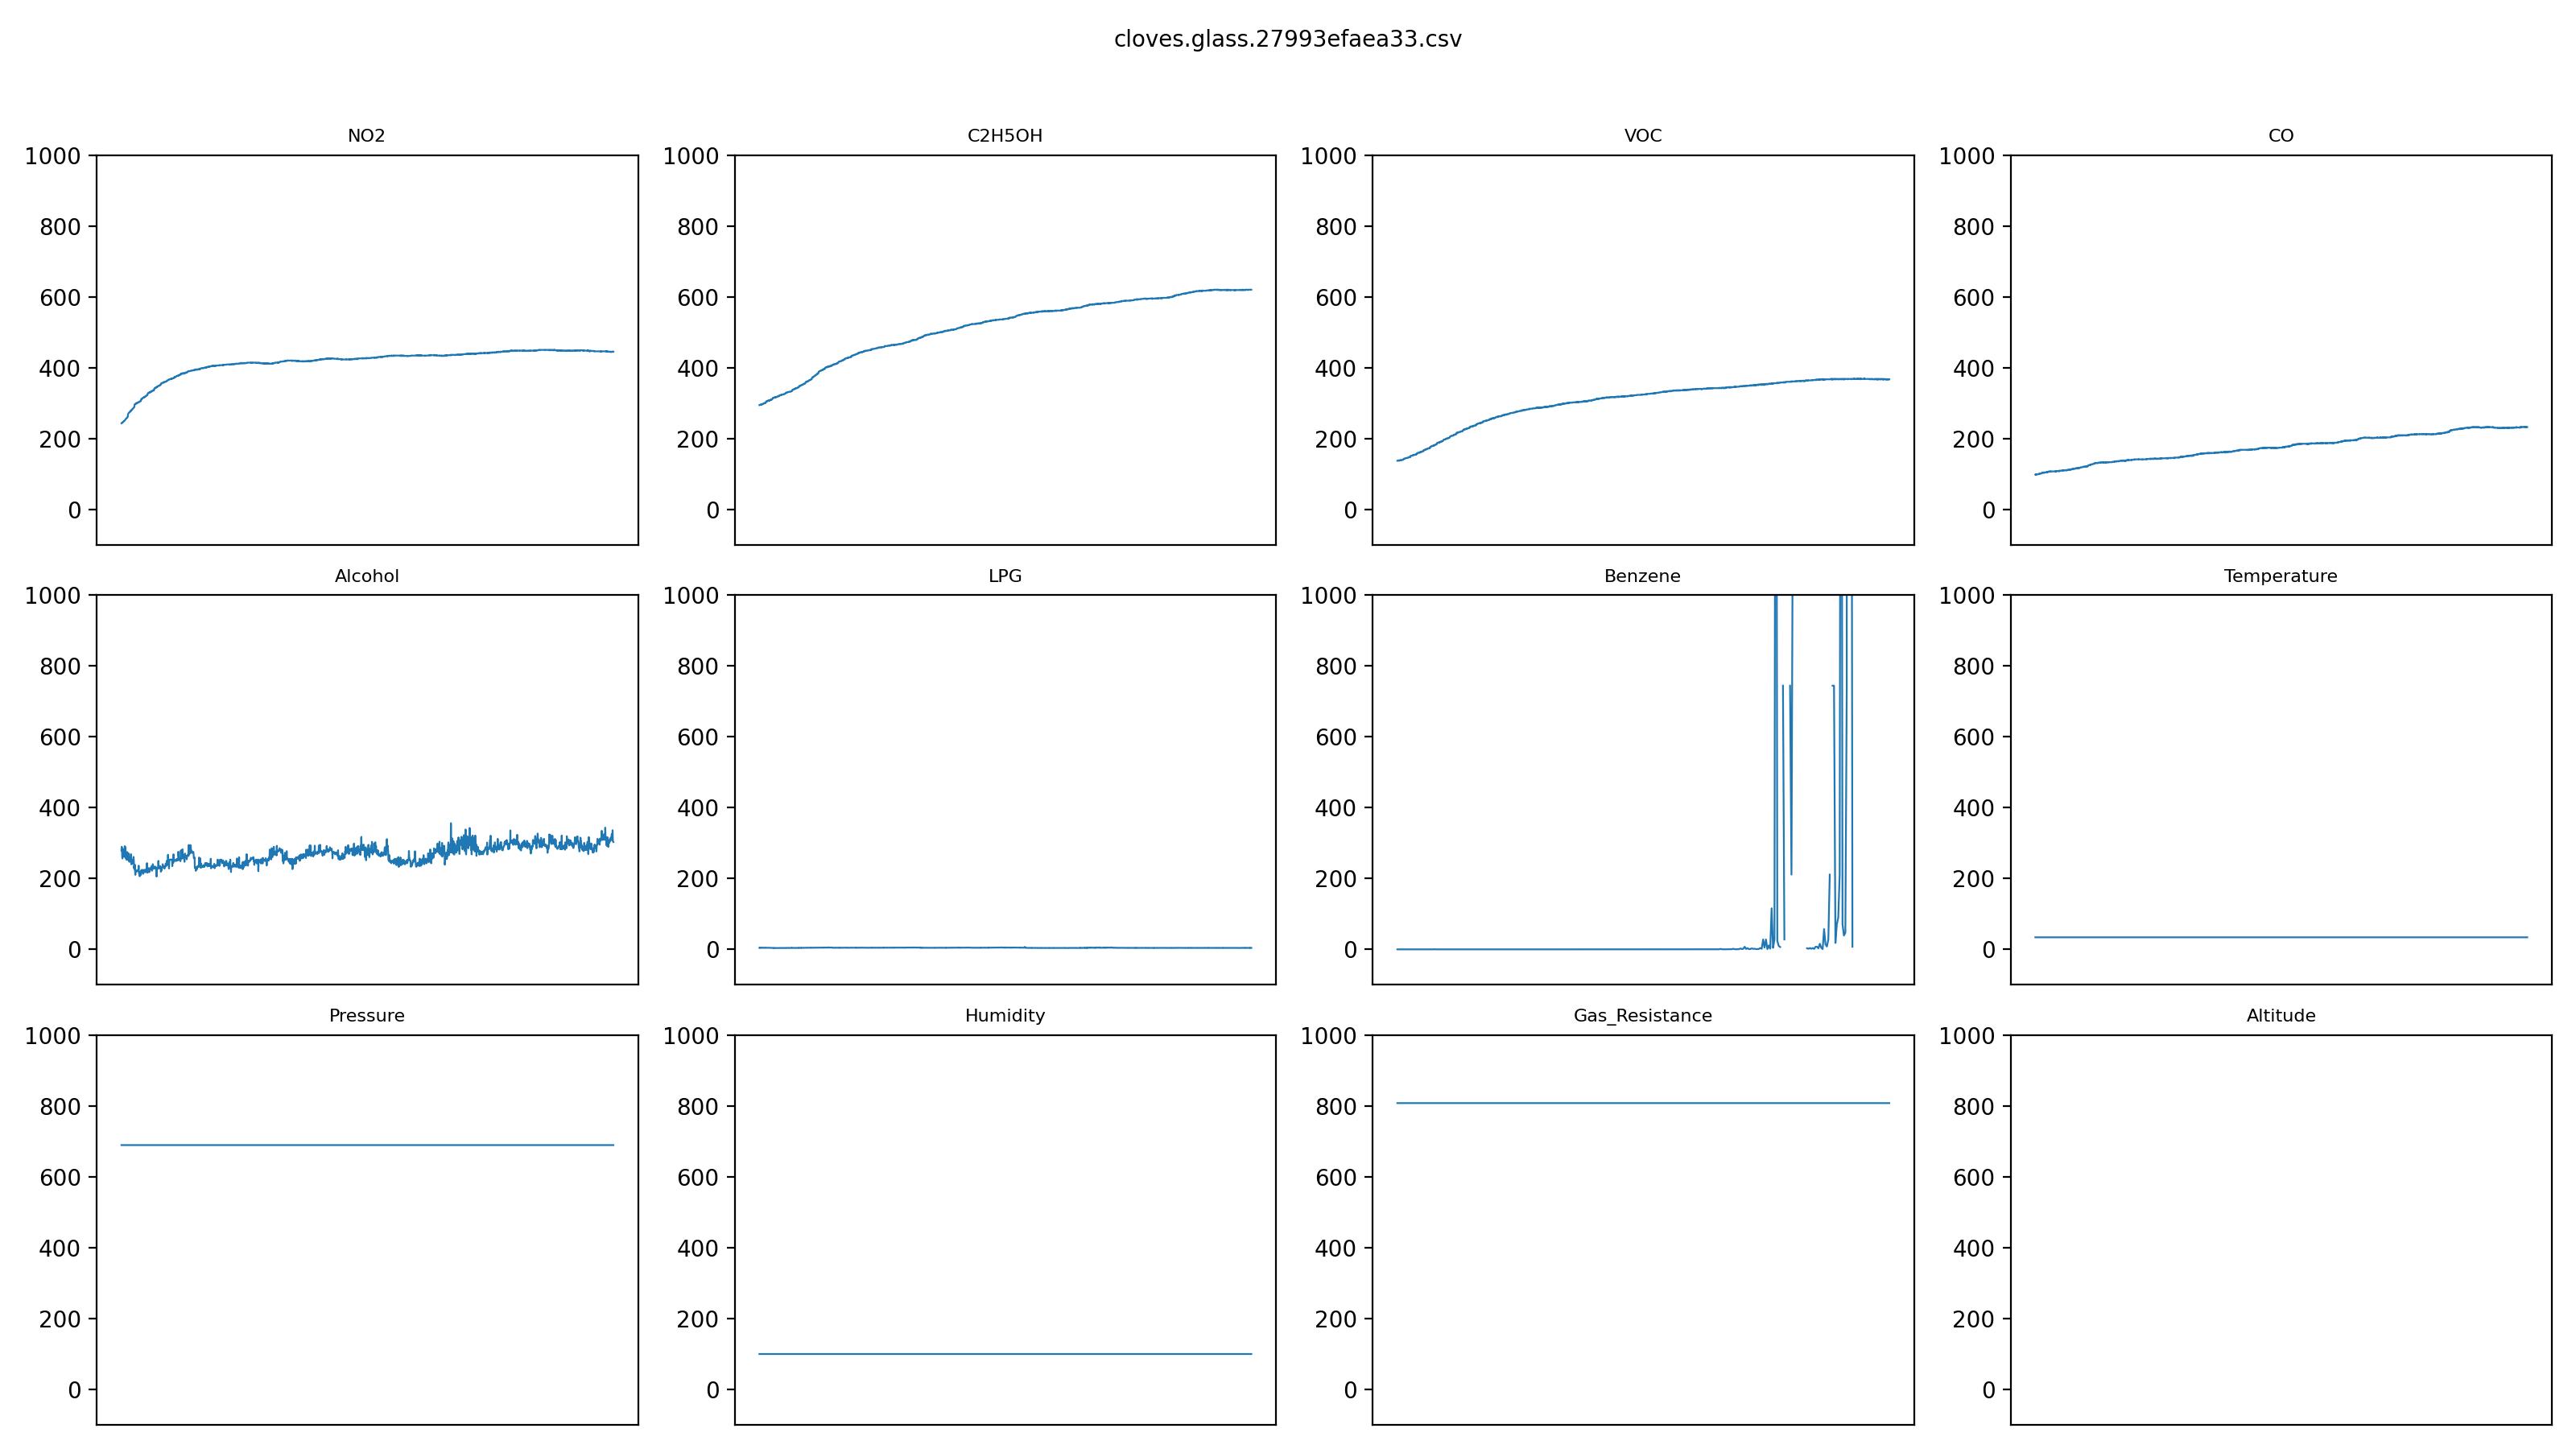 cloves.glass.27993efaea33.csv
NO2 C2H5OH VOC CO
1000 1000 1000 1000
800 800 800 800
600 600 600 600
400 400 400 400
200 200 200 200
0 0 0 0
Alcohol LPG Benzene Temperature
1000 1000 1000 1000
800 800 800 800
600 600 600 600
400 400 400 400
200 200 200 200
0 0 0 0
Pressure Humidity Gas_Resistance Altitude
1000 1000 1000 1000
800 800 800 800
600 600 600 600
400 400 400 400
200 200 200 200
0 0 0 0